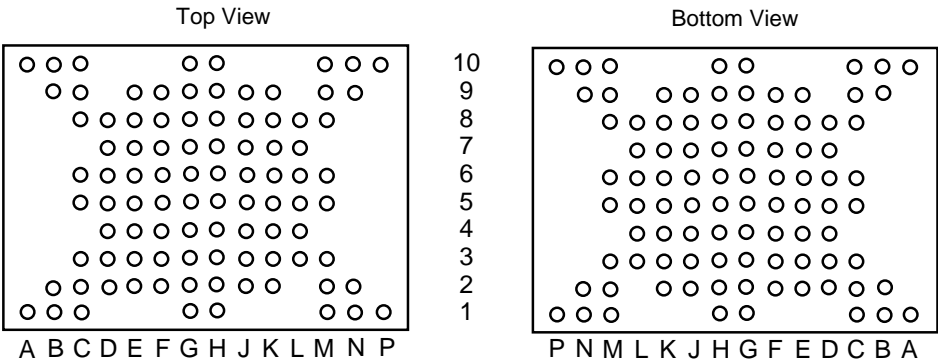 Top View
Bottom View
10
9
8
7
6
5
4
3
2
1
A B C D E F G H J K L M N P
P N M L K J H G F E D C B A